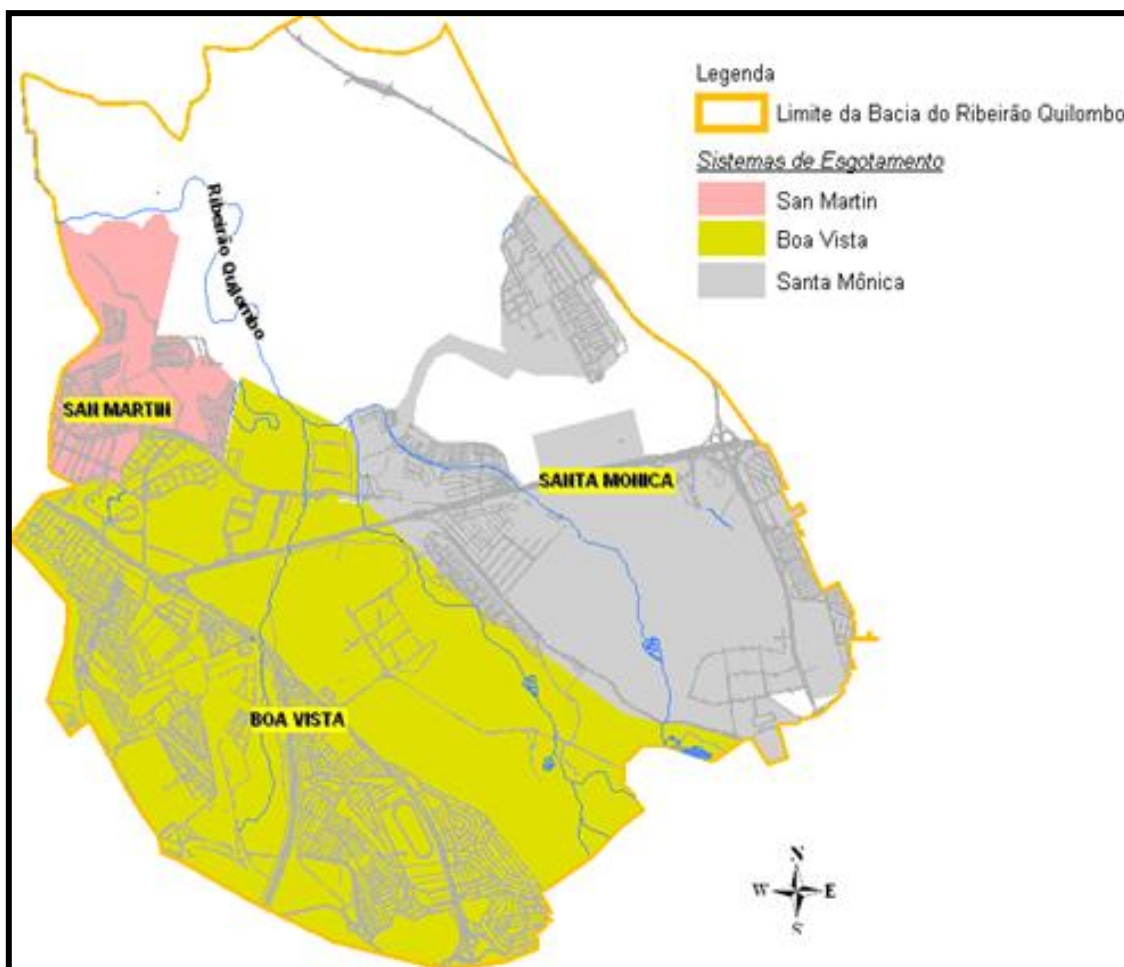 Legenda
Limite da Bacia do Ribeirão Quilombo
Sistemas de Esgotamento
San Martin
Boa Vista
Santa Mônica
Ribeirão Quilombo
SAN MARTIN
SANTA MONICA
BOA VISTA
N
W E
S